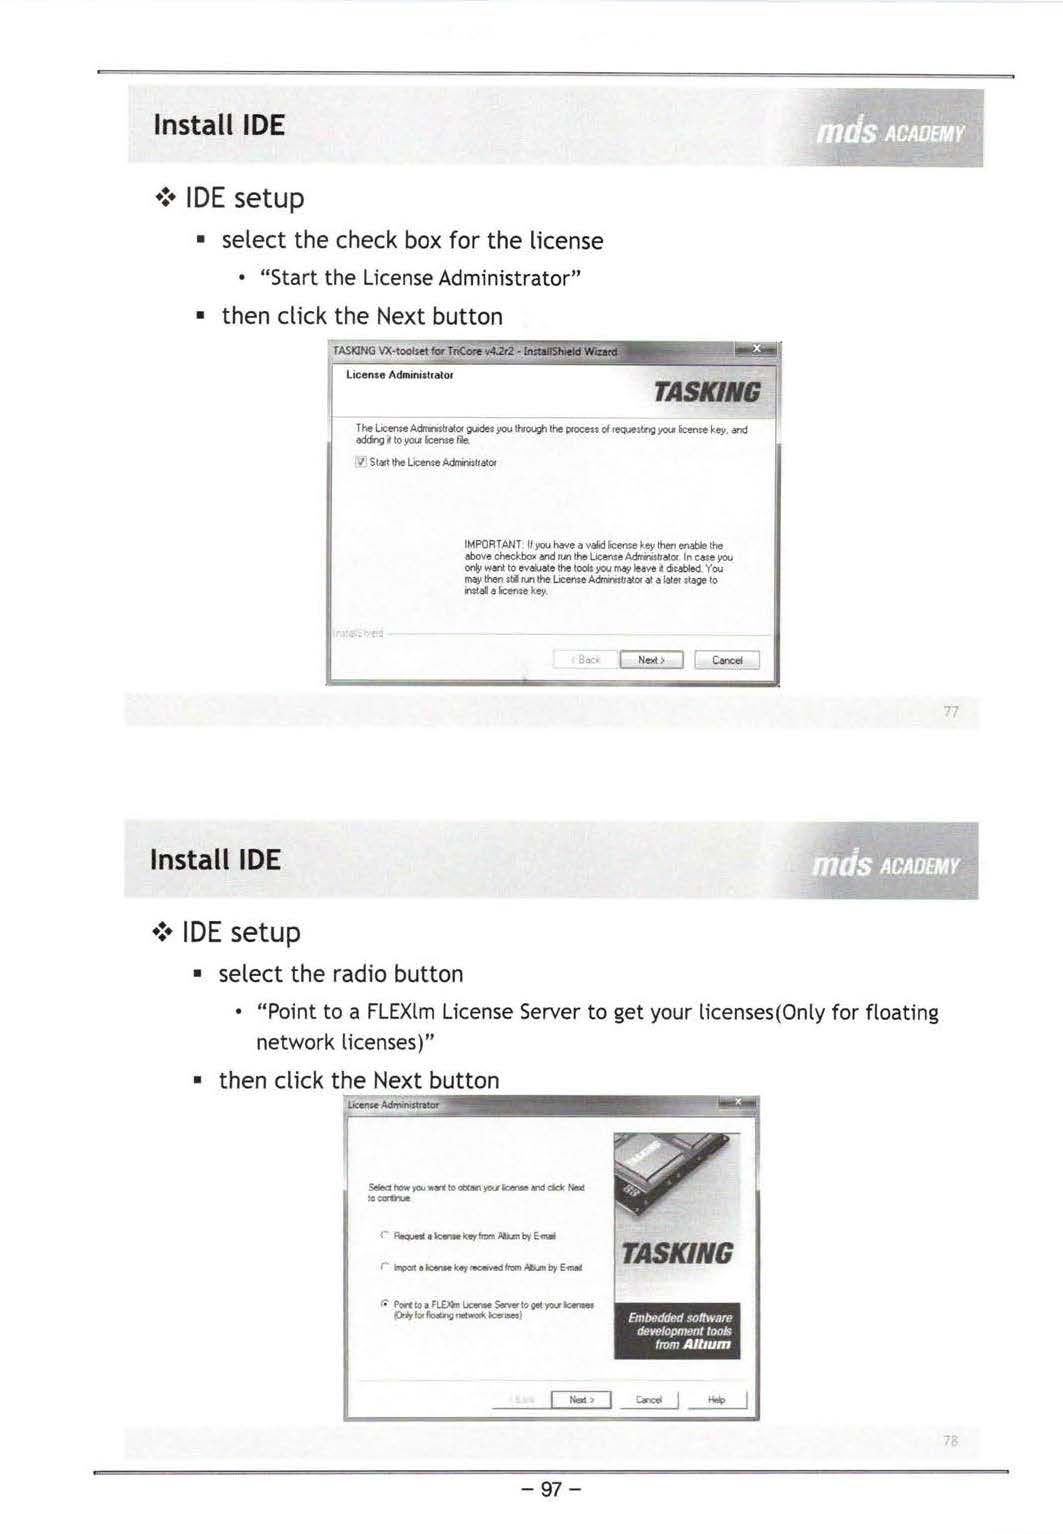 Install IDE
mds ACADEMY
❖ IDE setup
▪ select the check box for the license
• “Start the License Administrator”
▪ then click the Next button
TASKING VX-toolset for TriCore v4.2r2 - InstallShield Wizard
License Administrator
TASKING
The License Administrator guides you through the process of requesting your license key, and
adding it to your license file.
Start the License Administrator
IMPORTANT: If you have a valid license key then enable the
above checkbox and run the License Administrator. In case you
only want to evaluate the tools you may leave it disabled. You
may then still run the License Administrator at a later stage to
install a license key.
InstallShield
< Back Next > Cancel
77
Install IDE
mds ACADEMY
❖ IDE setup
▪ select the radio button
• “Point to a FLEXlm License Server to get your licenses(Only for floating
network licenses)”
▪ then click the Next button
License Administrator
Select how you want to obtain your license and click Next
to continue
Request a license key from Altium by E-mail
Import a license key received from Altium by E-mail
Point to a FLEXlm License Server to get your licenses
(Only for floating network licenses)
TASKING
TASKING
Embedded software
development tools
from Altium
< Back Next > Cancel Help
78
- 97 -